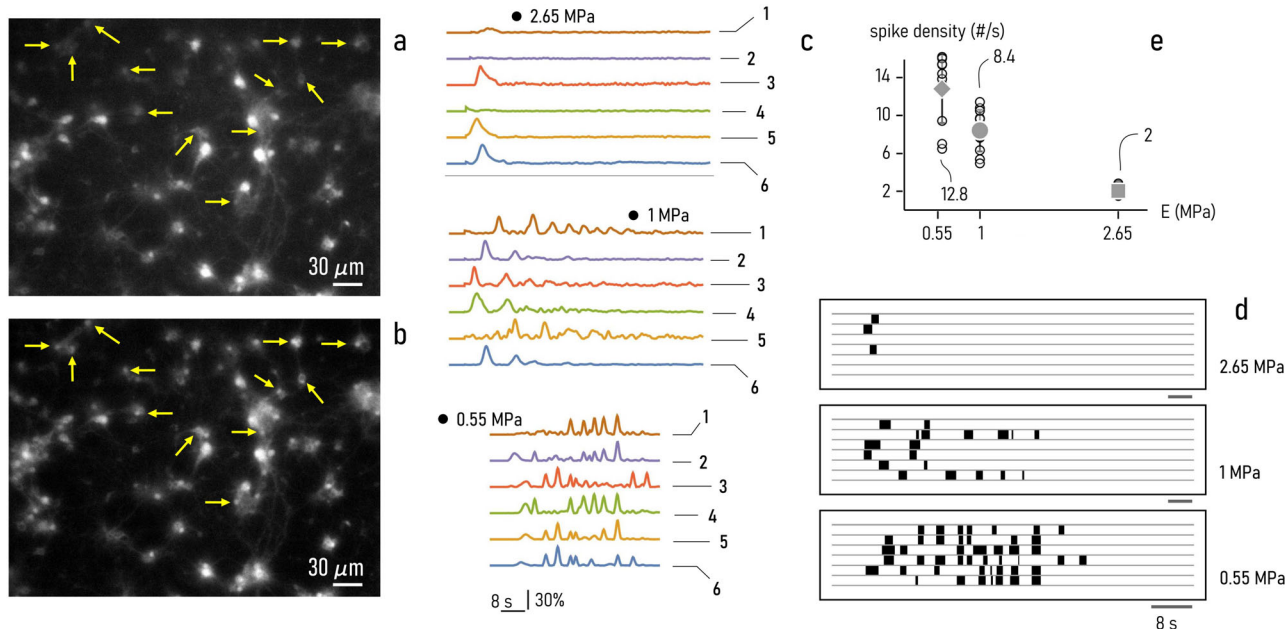 a
30 μm
b
30 μm
c
● 2.65 MPa
1
2
3
4
5
6
● 1 MPa
1
2
3
4
5
6
● 0.55 MPa
1
2
3
4
5
6
8 s
30%
e
spike density (#/s)
14
10
6
2
8.4
12.8
2
0.55
1
2.65
E (MPa)
d
2.65 MPa
1 MPa
0.55 MPa
8 s